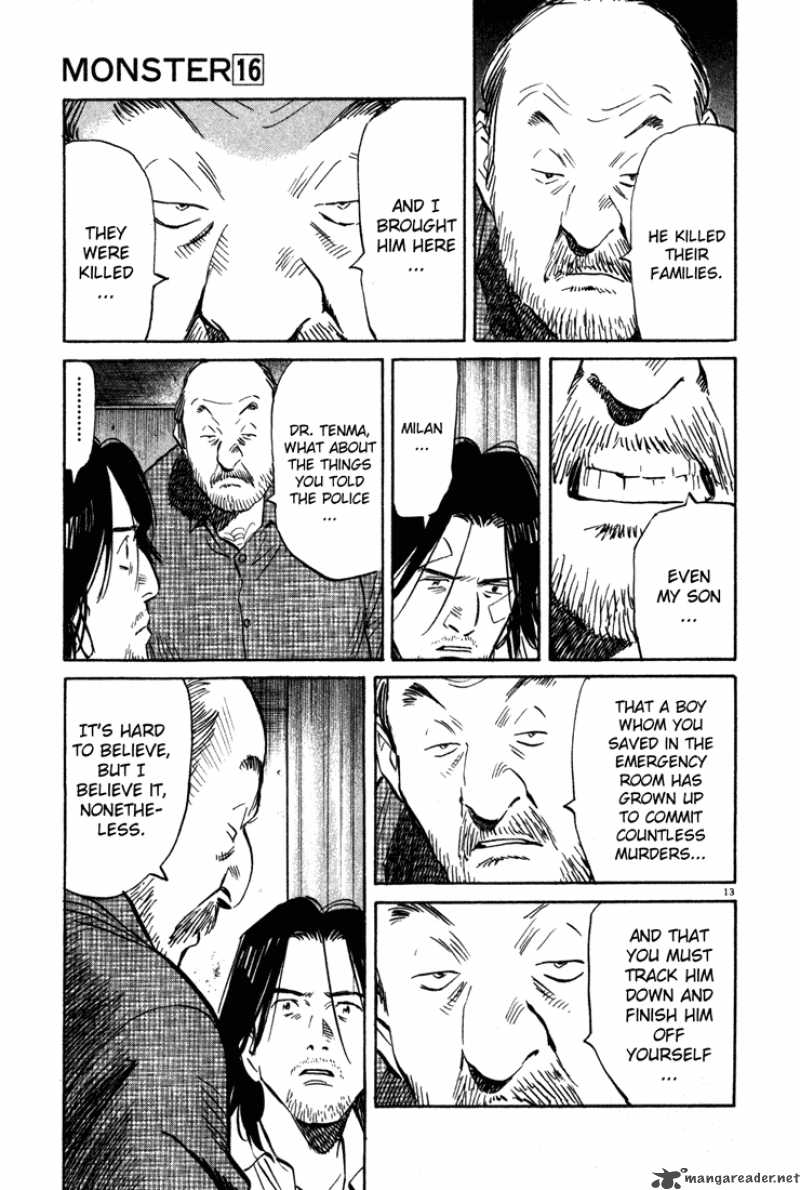 MONSTER 16
HE KILLED
THEIR
FAMILIES.
AND I
BROUGHT
HIM HERE
...
THEY
WERE
KILLED
...
EVEN
MY SON
...
MILAN
...
DR. TENMA,
WHAT ABOUT
THE THINGS
YOU TOLD
THE POLICE
...
..........
THAT A BOY
WHOM YOU
SAVED IN THE
EMERGENCY
ROOM HAS
GROWN UP
TO COMMIT
COUNTLESS
MURDERS...
13
AND THAT
YOU MUST
TRACK HIM
DOWN AND
FINISH HIM
OFF
YOURSELF
...
IT'S HARD
TO BELIEVE,
BUT I
BELIEVE IT,
NONETHE-
LESS.
mangareader.net